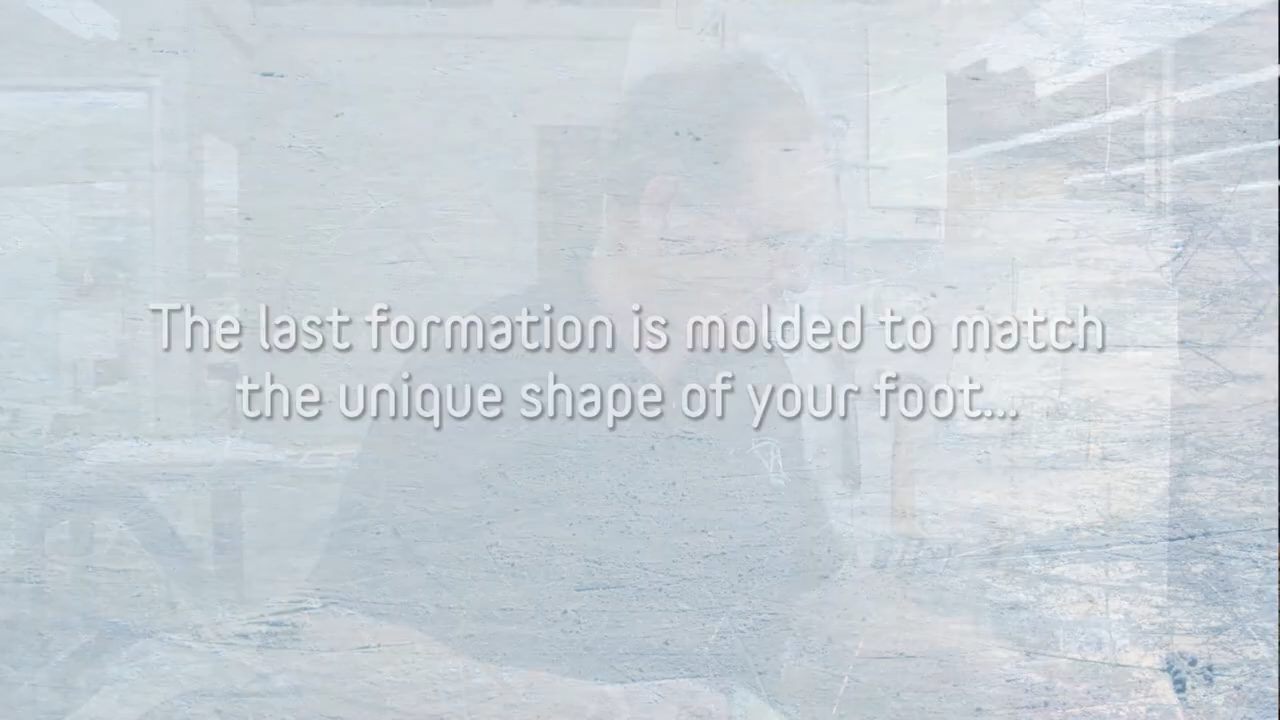 The last formation is molded to match
the unique shape of your foot...